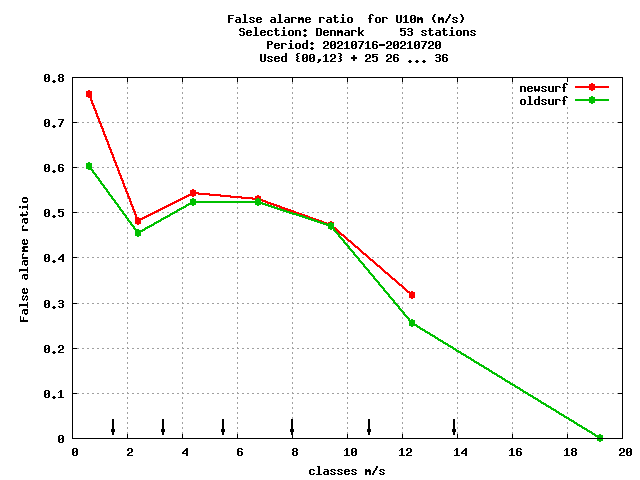 False alarme ratio  for U10m (m/s)
Selection: Denmark     53 stations
Period: 20210716-20210720
Used {00,12} + 25 26 ... 36
newsurf
oldsurf
0.8
0.7
0.6
0.5
0.4
0.3
0.2
0.1
0
False alarme ratio
0 2 4 6 8 10 12 14 16 18 20
classes m/s